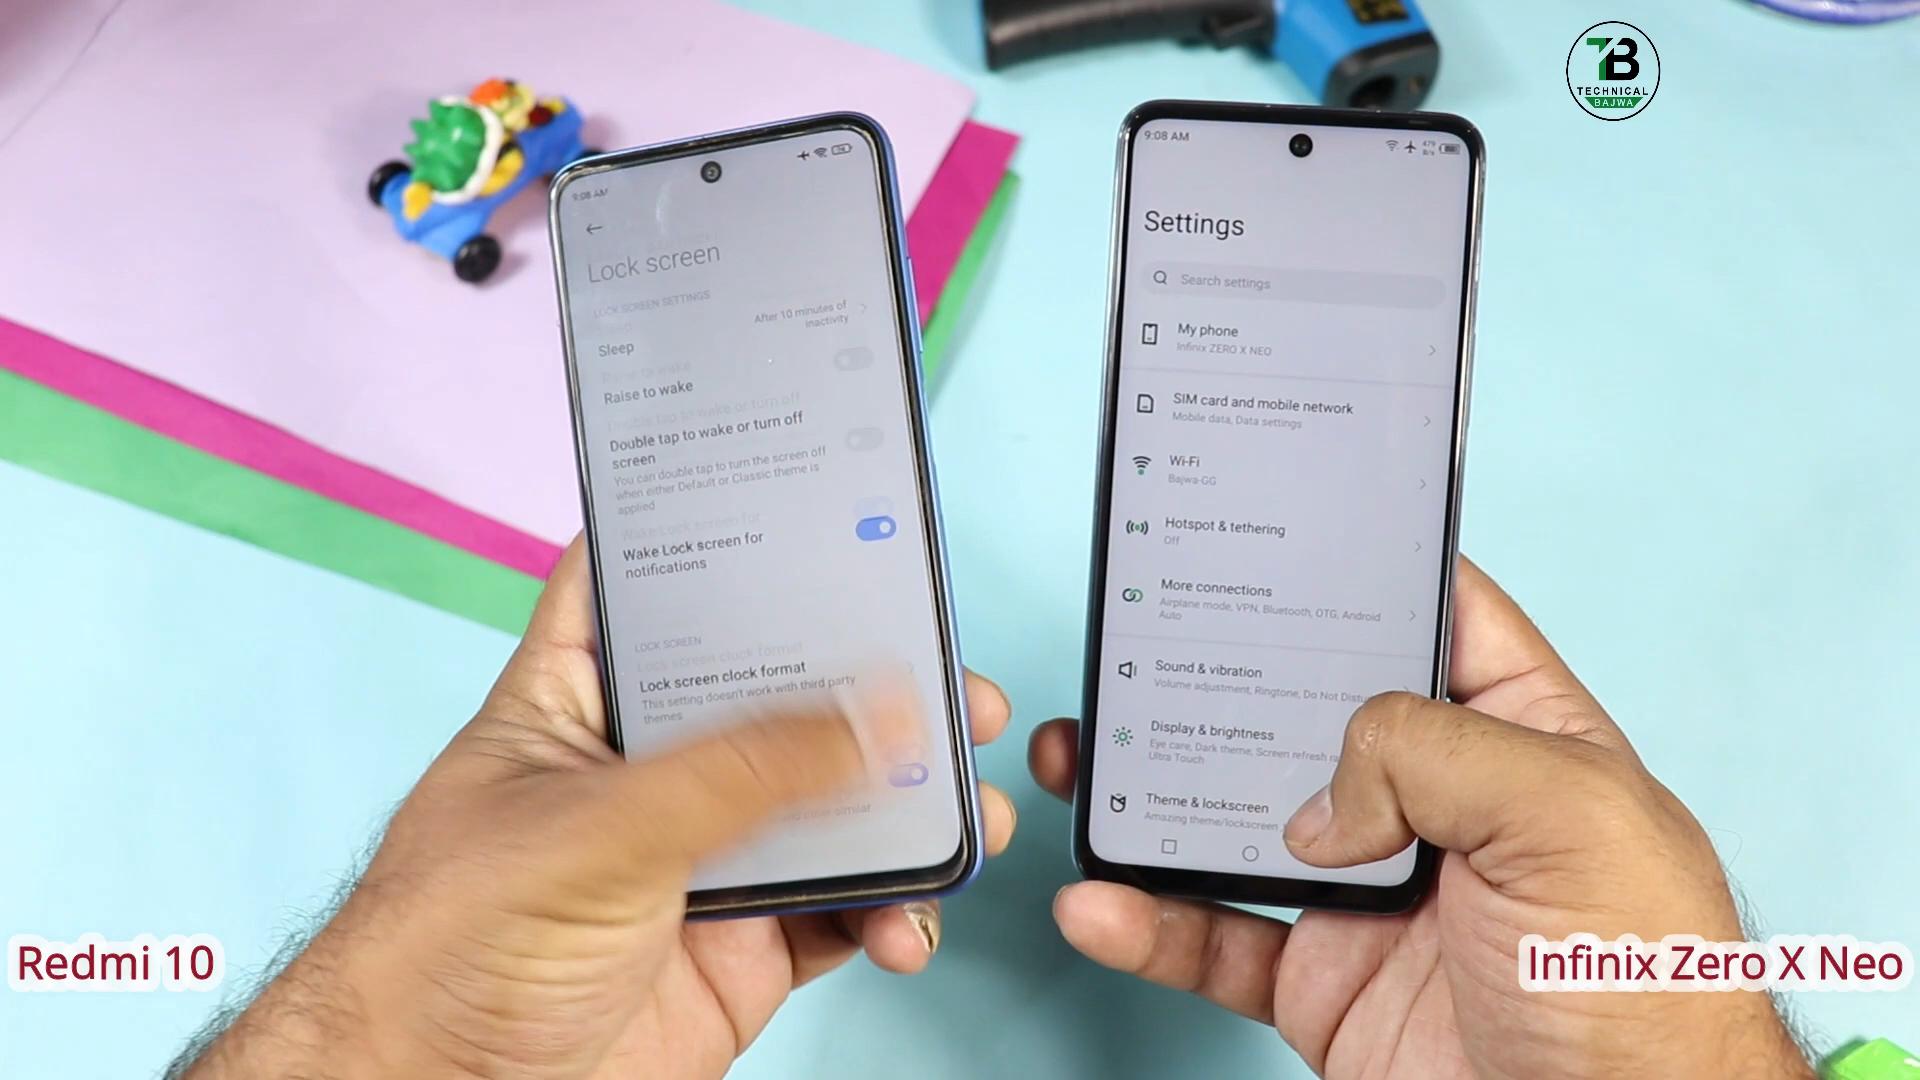 TB
TECHNICAL
BAJWA
9:08 AM
Lock screen
LOCK SCREEN SETTINGS
Sleep
After 10 minutes of
inactivity
Raise to wake
Double tap to wake or turn off
screen
You can double tap to turn the screen off
when either Default or Classic theme is
applied
Wake Lock screen for
notifications
LOCK SCREEN
Lock screen clock format
This setting doesn't work with third party
themes
similar
9:08 AM
479
B/s
Settings
Search settings
My phone
Infinix ZERO X NEO
SIM card and mobile network
Mobile data, Data settings
Wi-Fi
Bajwa-GG
Hotspot & tethering
Off
More connections
Airplane mode, VPN, Bluetooth, OTG, Android
Auto
Sound & vibration
Volume adjustment, Ringtone, Do Not Distu
Display & brightness
Eye care, Dark theme, Screen refresh ra
Ultra Touch
Theme & lockscreen
Amazing theme/lockscreen
Redmi 10
Infinix Zero X Neo